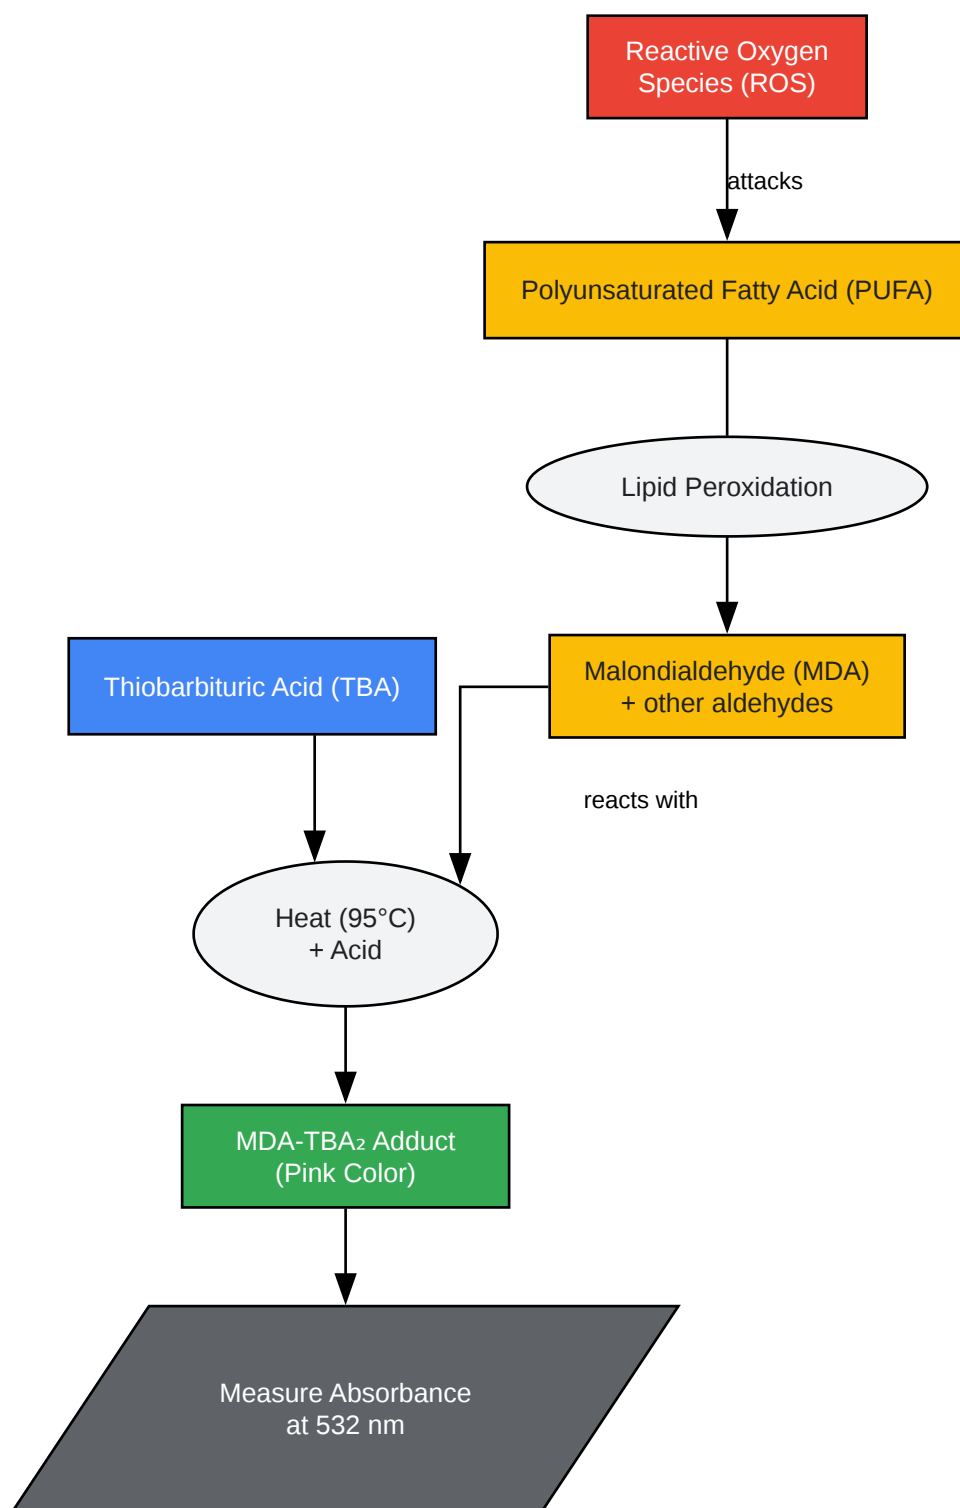 Reactive Oxygen
Species (ROS)
attacks
Polyunsaturated Fatty Acid (PUFA)
Lipid Peroxidation
Thiobarbituric Acid (TBA)
Malondialdehyde (MDA)
+ other aldehydes
reacts with
Heat (95°C)
+ Acid
MDA-TBA₂ Adduct
(Pink Color)
Measure Absorbance
at 532 nm